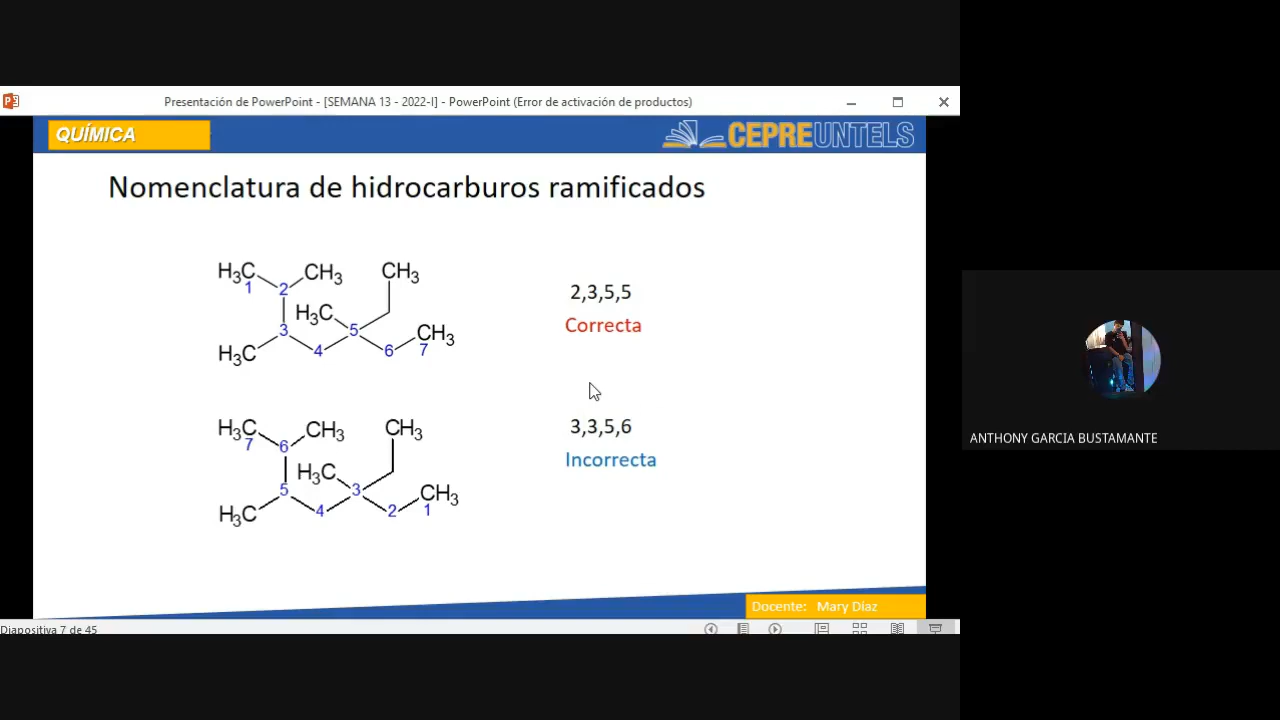 Presentación de PowerPoint - [SEMANA 13 - 2022-I] - PowerPoint (Error de activación de productos)
QUÍMICA
CEPREUNTELS
Nomenclatura de hidrocarburos ramificados
H3C CH3 CH3
1 2
H3C
3 5 CH3
H3C 4 6 7
2,3,5,5
Correcta
H3C CH3 CH3
7 6
H3C
5 3 CH3
H3C 4 2 1
3,3,5,6
Incorrecta
ANTHONY GARCIA BUSTAMANTE
Docente: Mary Díaz
Diapositiva 7 de 45